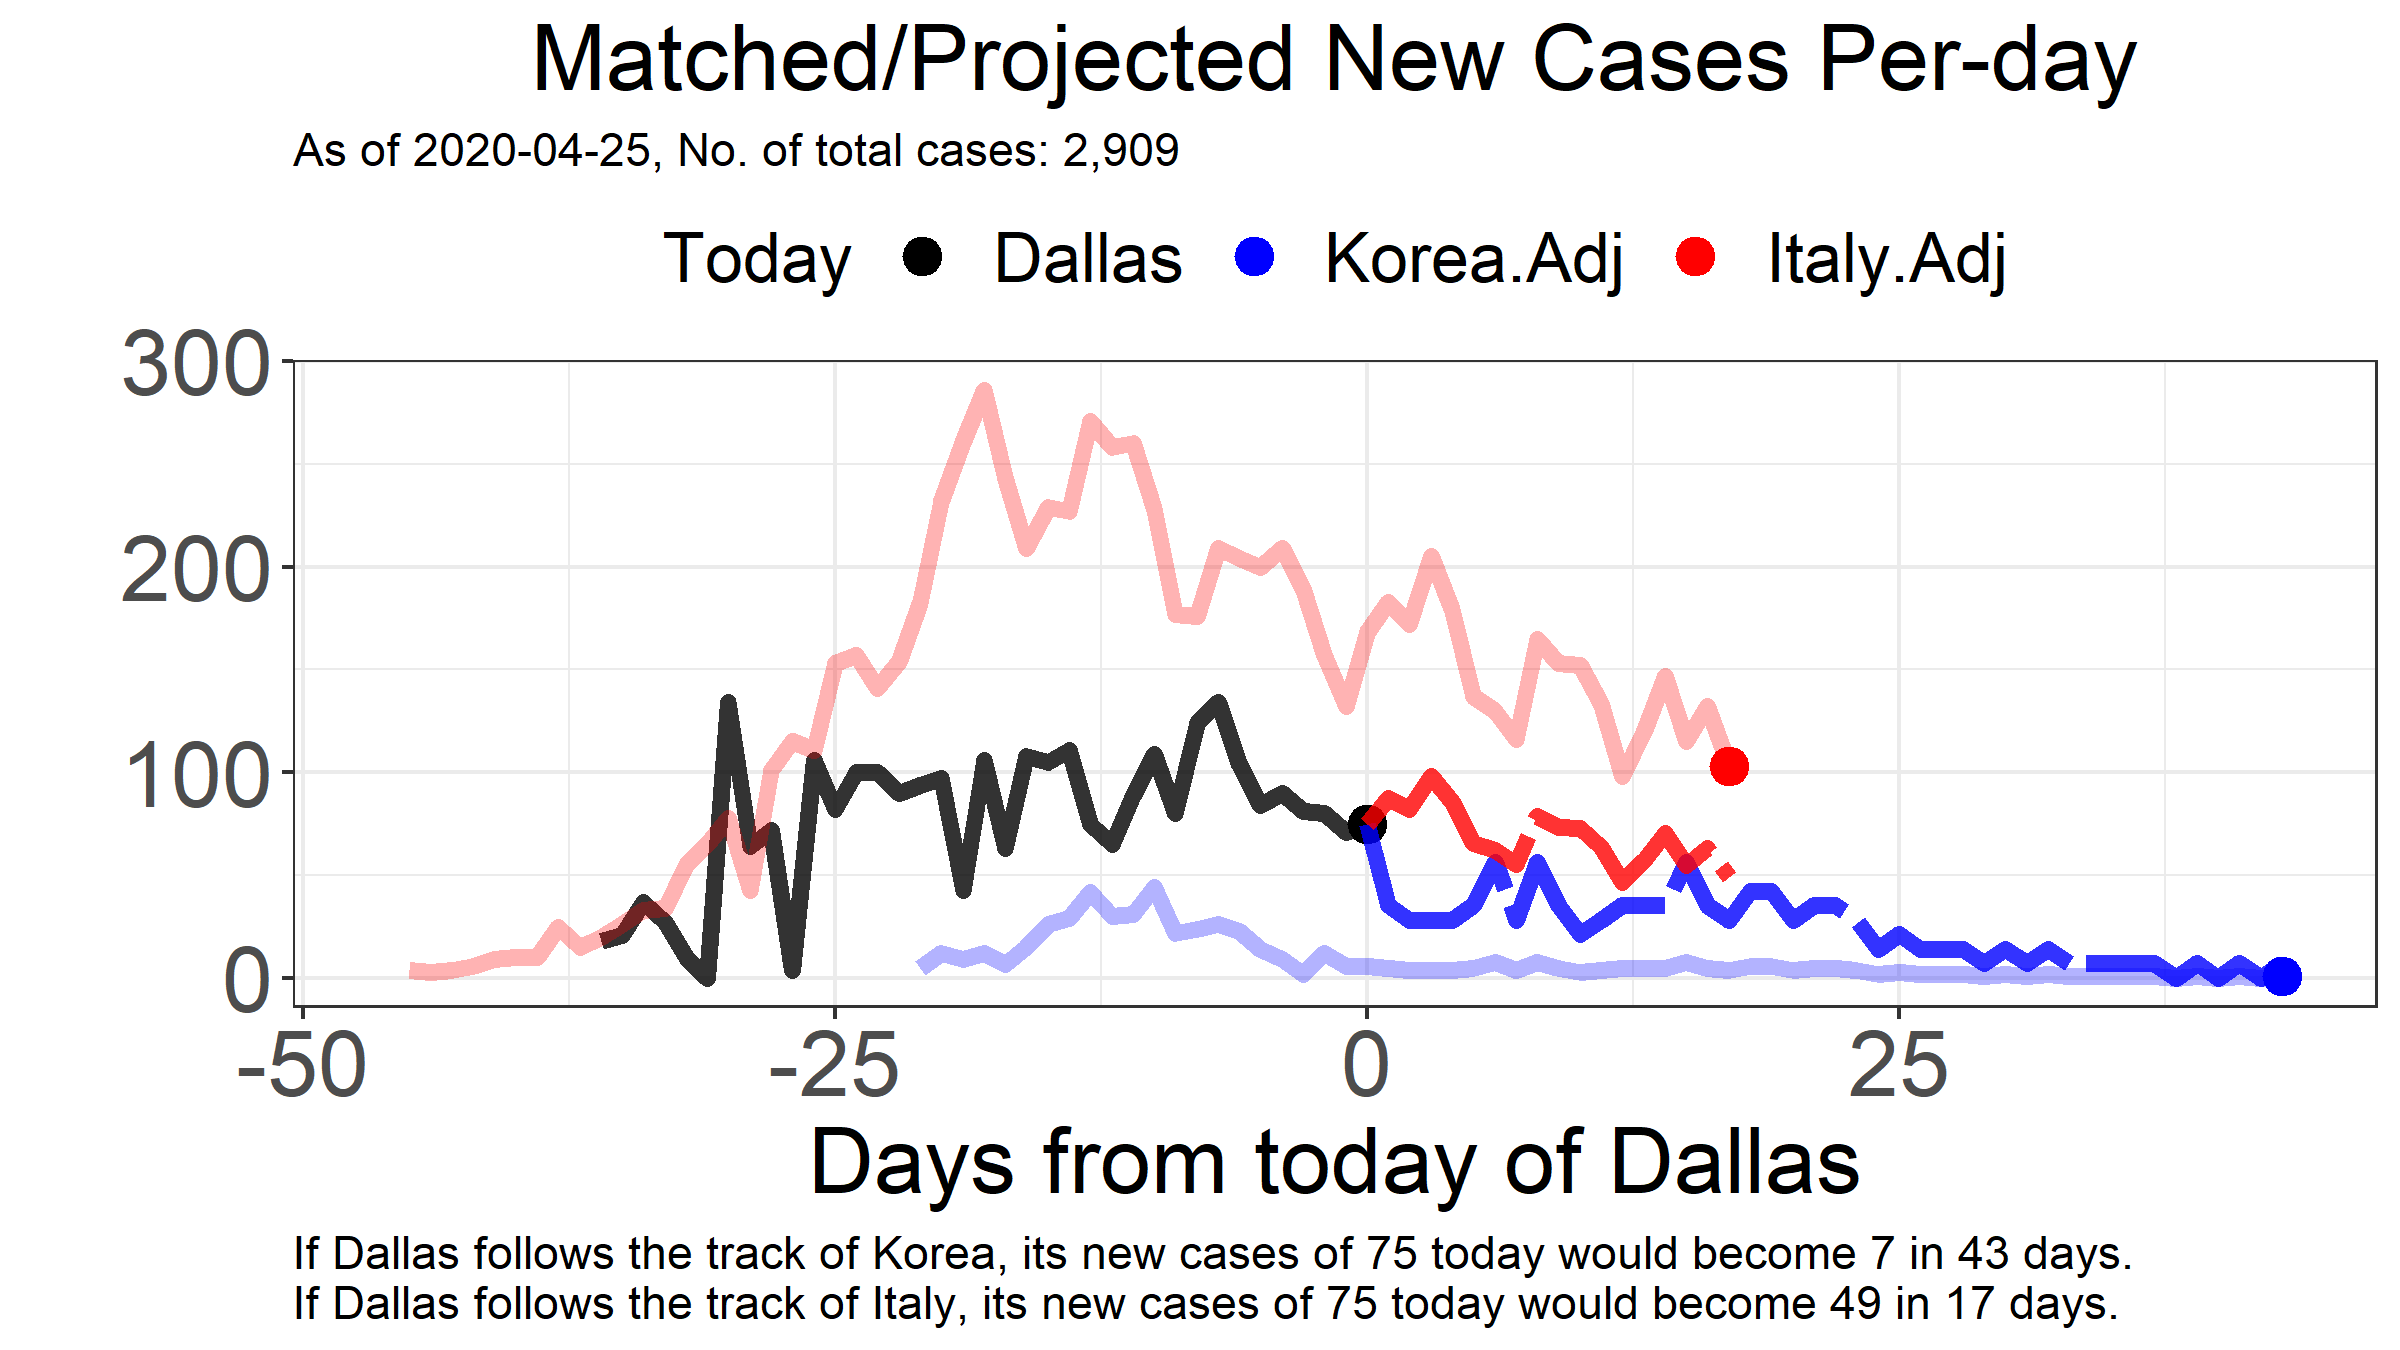 Matched/Projected New Cases Per-day
As of 2020-04-25, No. of total cases: 2,909
Today Dallas Korea.Adj Italy.Adj
300
200
100
0
-50 -25 0 25
Days from today of Dallas
If Dallas follows the track of Korea, its new cases of 75 today would become 7 in 43 days.
If Dallas follows the track of Italy, its new cases of 75 today would become 49 in 17 days.